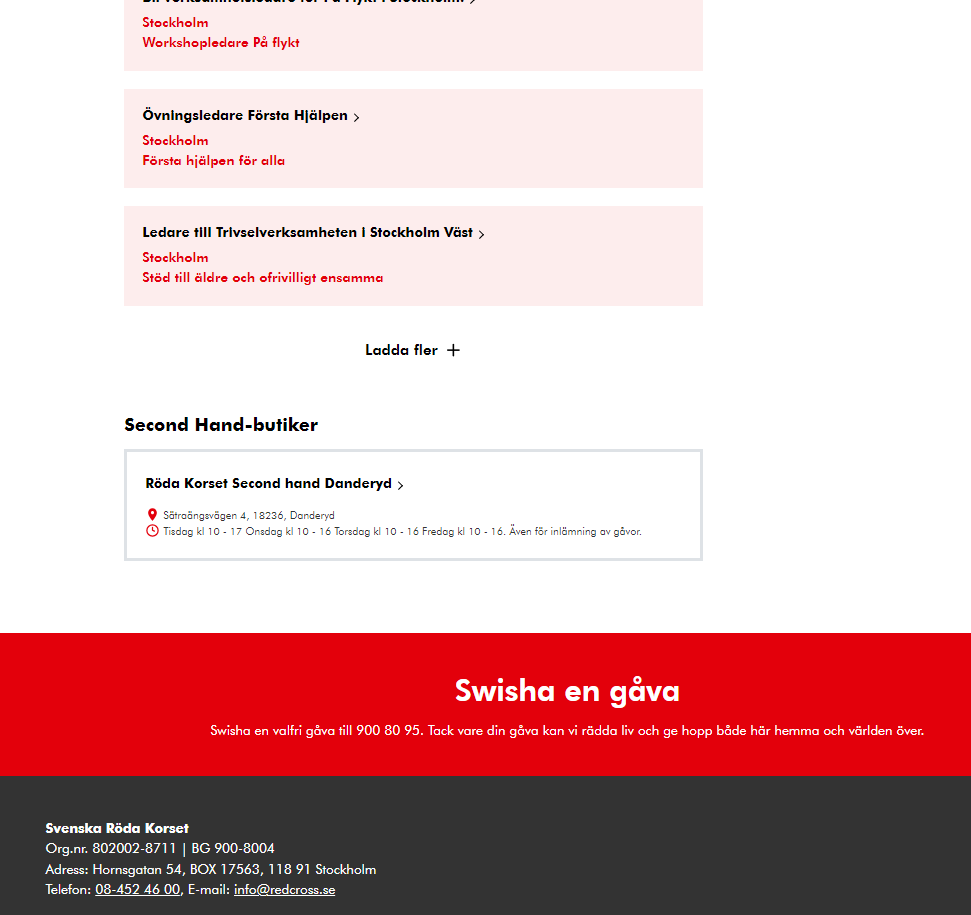 Bli verksamhetsledare för På Flykt i Stockholm!
Stockholm
Workshopledare På flykt
Övningsledare Första Hjälpen
Stockholm
Första hjälpen för alla
Ledare till Trivselverksamheten i Stockholm Väst
Stockholm
Stöd till äldre och ofrivilligt ensamma
Ladda fler
Second Hand-butiker
Röda Korset Second hand Danderyd
Sätraängsvägen 4, 18236, Danderyd
Tisdag kl 10 - 17 Onsdag kl 10 - 16 Torsdag kl 10 - 16 Fredag kl 10 - 16. Även för inlämning av gåvor.
Swisha en gåva
Swisha en valfri gåva till 900 80 95. Tack vare din gåva kan vi rädda liv och ge hopp både här hemma och världen över.
Svenska Röda Korset
Org.nr. 802002-8711 | BG 900-8004
Adress: Hornsgatan 54, BOX 17563, 118 91 Stockholm
Telefon: 08-452 46 00, E-mail: info@redcross.se